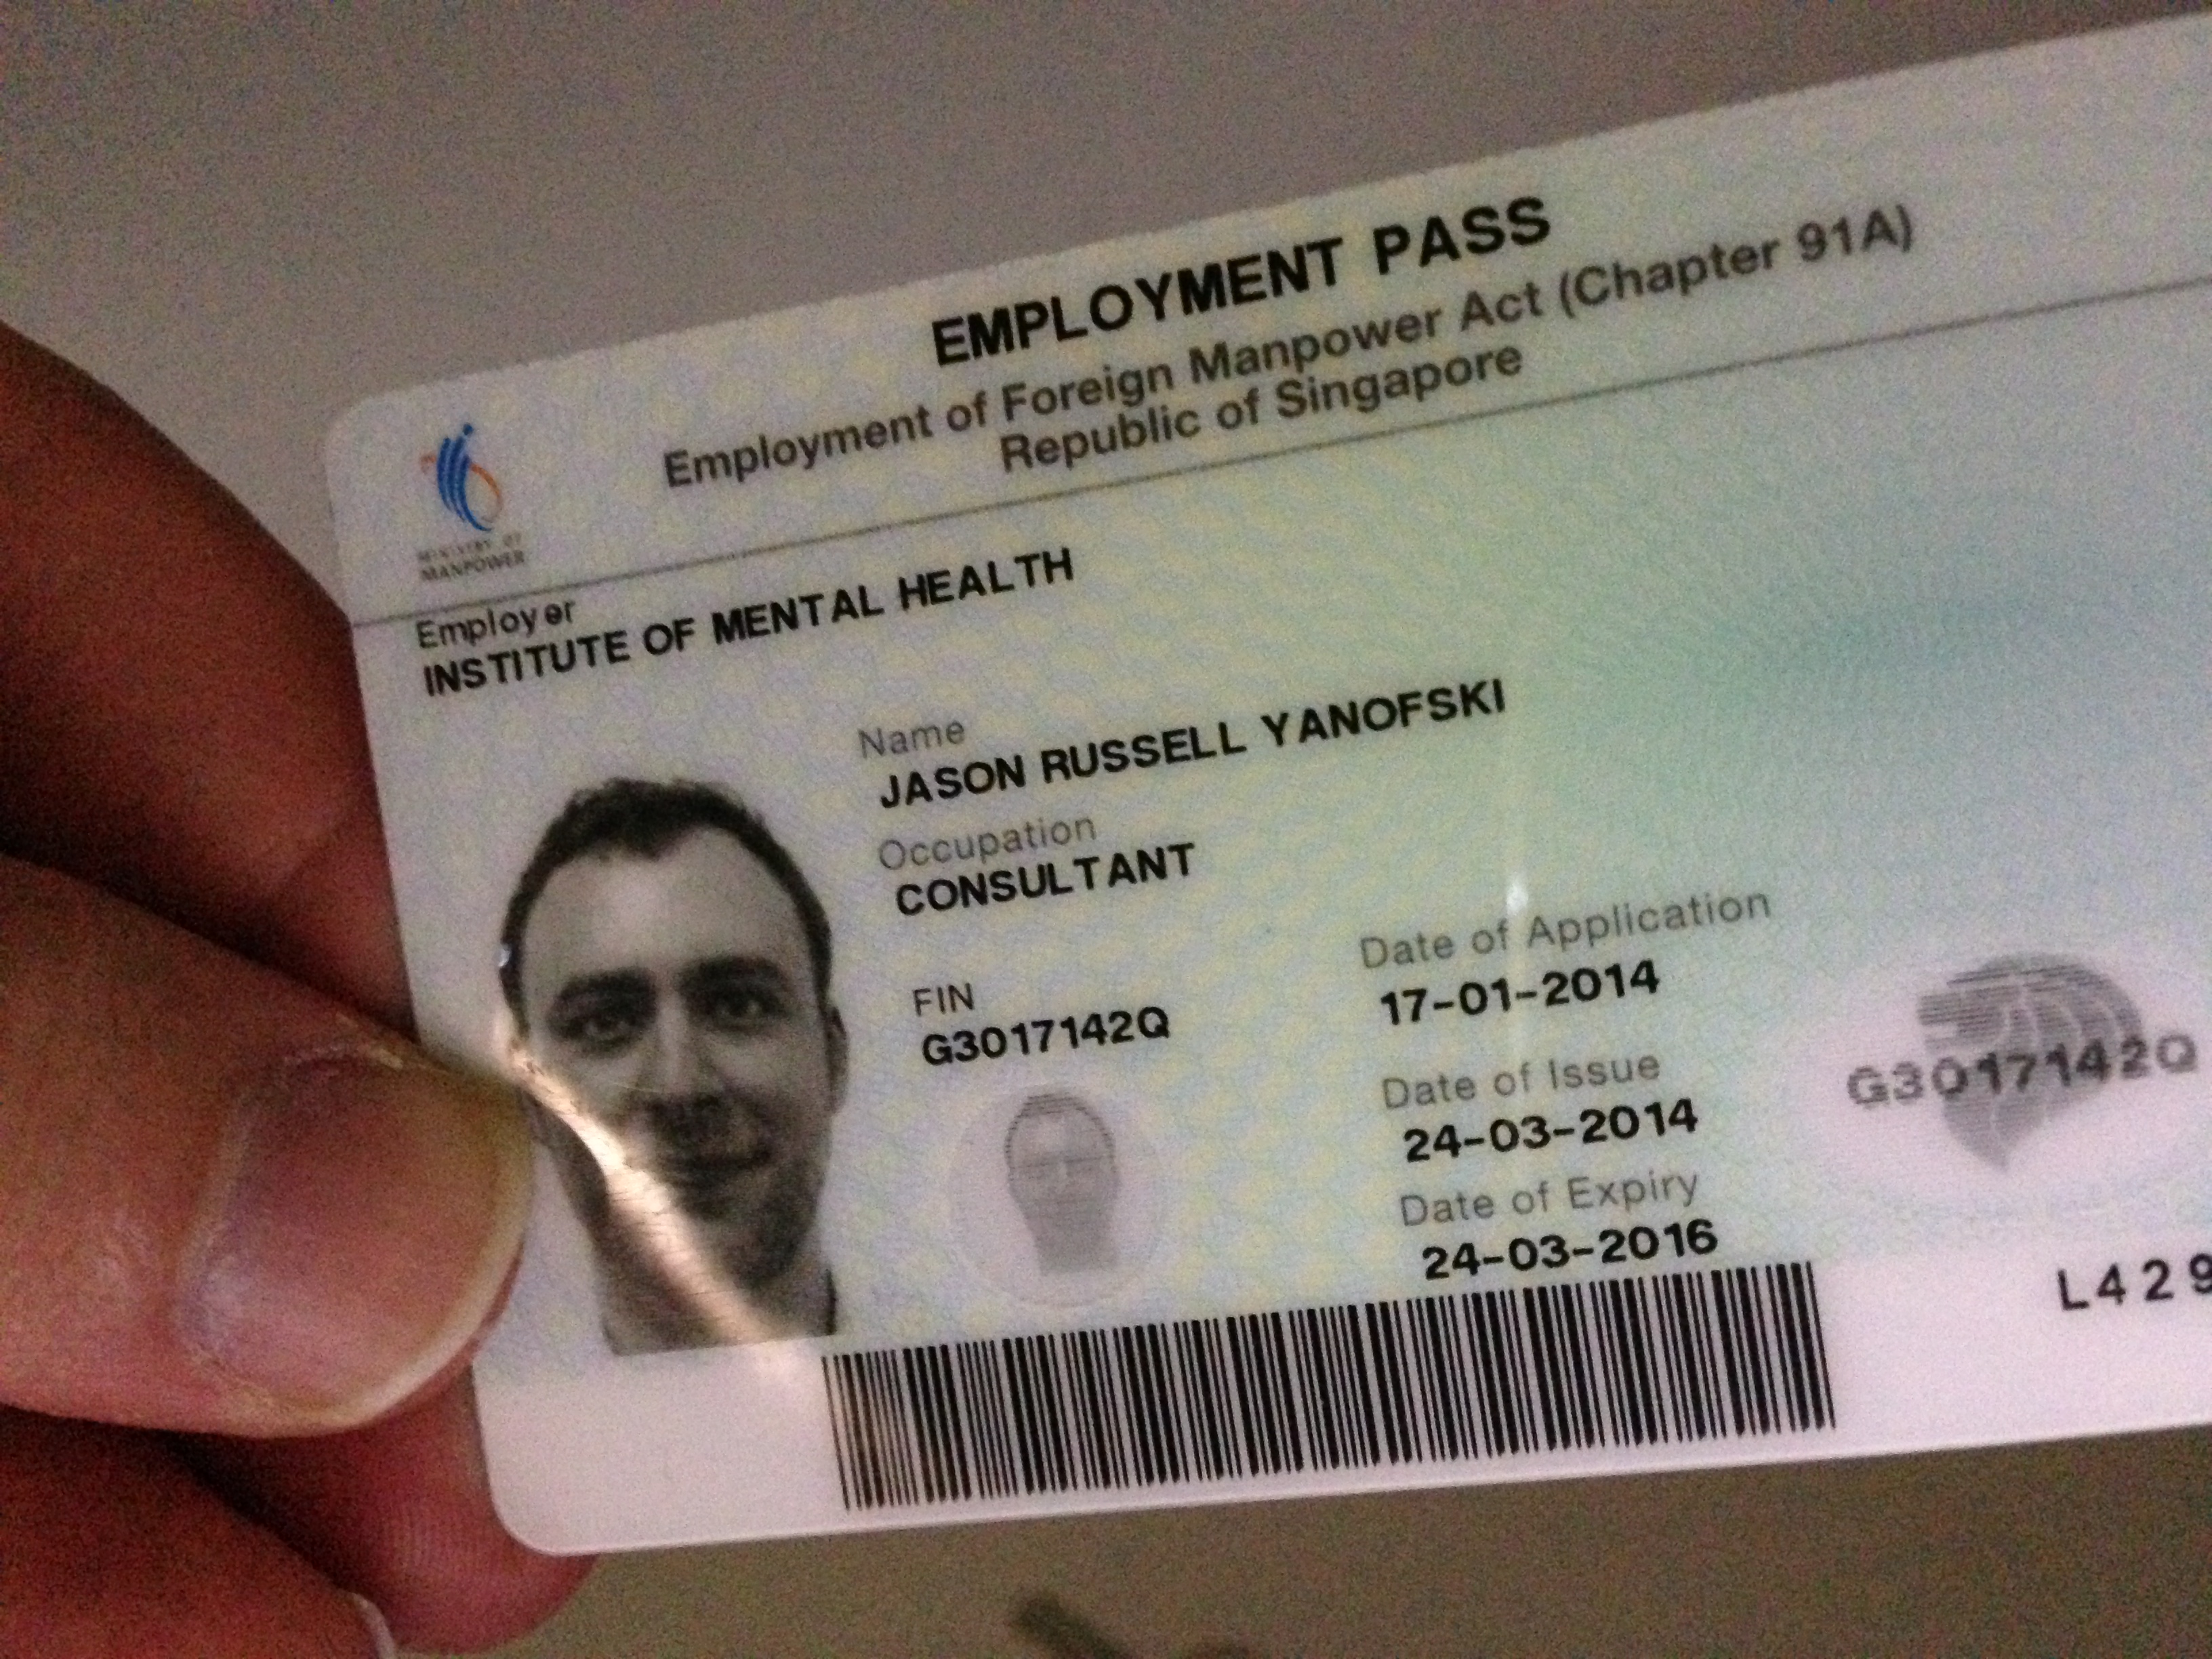 EMPLOYMENT PASS
Employment of Foreign Manpower Act (Chapter 91A)
Republic of Singapore
MINISTRY OF
MANPOWER
Employer
INSTITUTE OF MENTAL HEALTH
Name
JASON RUSSELL YANOFSKI
Occupation
CONSULTANT
FIN
G3017142Q
Date of Application
17-01-2014
Date of Issue
24-03-2014
Date of Expiry
24-03-2016
G3017142Q
L429